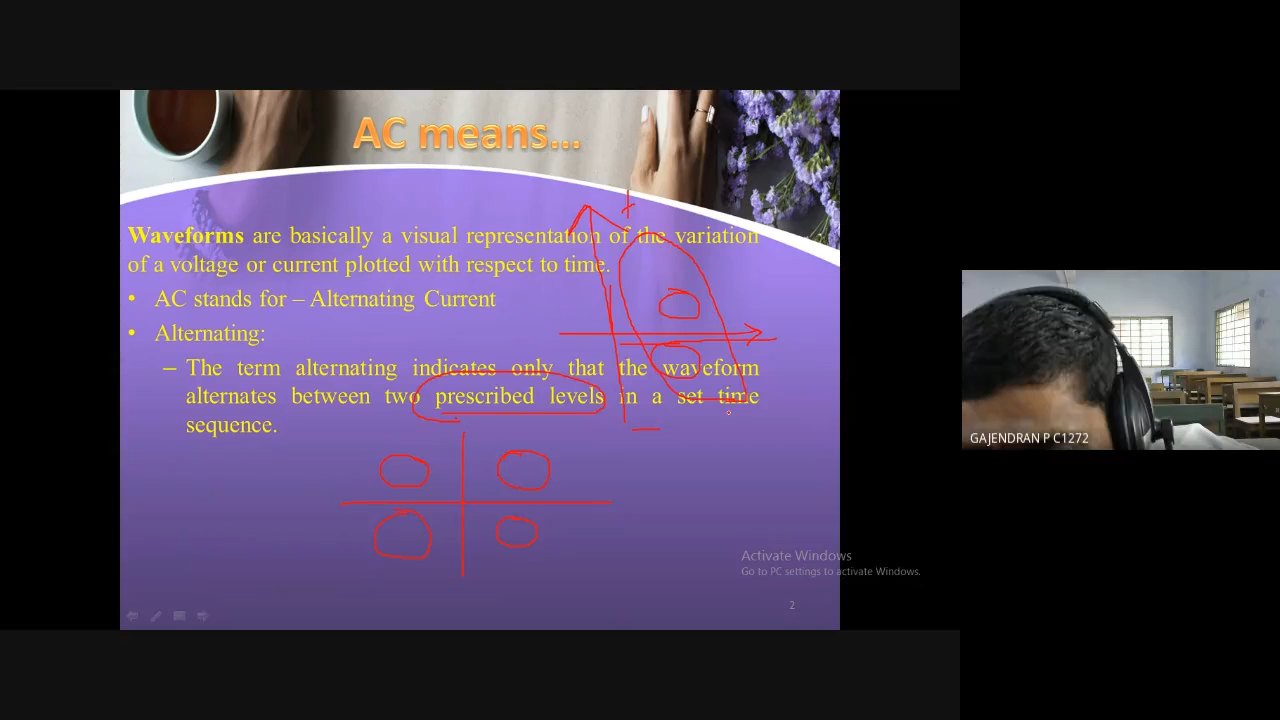 AC means...
Waveforms are basically a visual representation of the variation
of a voltage or current plotted with respect to time.
• AC stands for – Alternating Current
• Alternating:
– The term alternating indicates only that the waveform
alternates between two prescribed levels in a set time
sequence.
GAJENDRAN P C1272
Activate Windows
Go to PC settings to activate Windows.
2